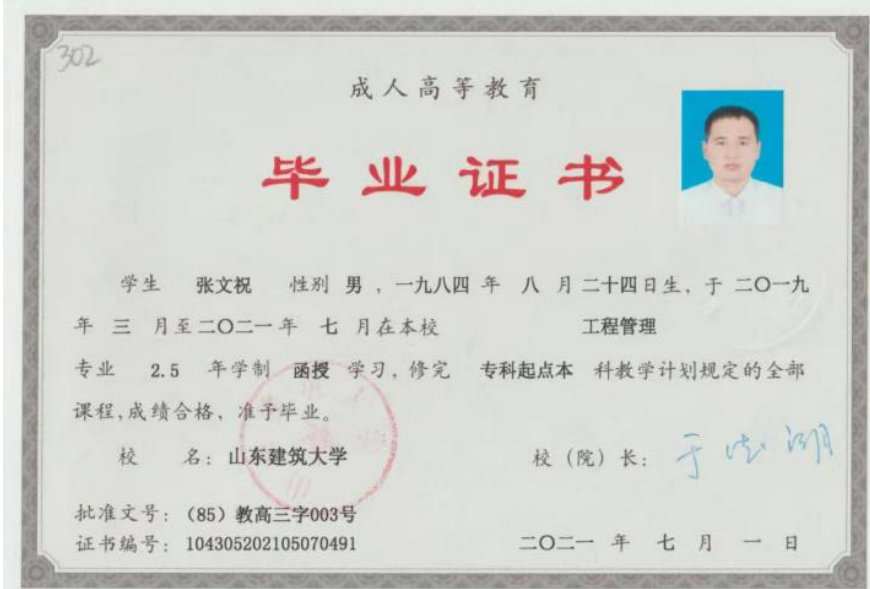 302
成人高等教育
毕业证书
学生 张文祝 性别 男 ，一九八四 年 八 月 二十四日生，于 二〇一九
年 三 月至二〇二一年 七 月在本校 工程管理
专业 2.5 年学制 函授 学习，修完 专科起点本 科教学计划规定的全部
课程，成绩合格，准予毕业。
校 名：山东建筑大学 校（院）长：于德湖
批准文号：（85）教高三字003号
证书编号：104305202105070491 二〇二一 年 七 月 一 日